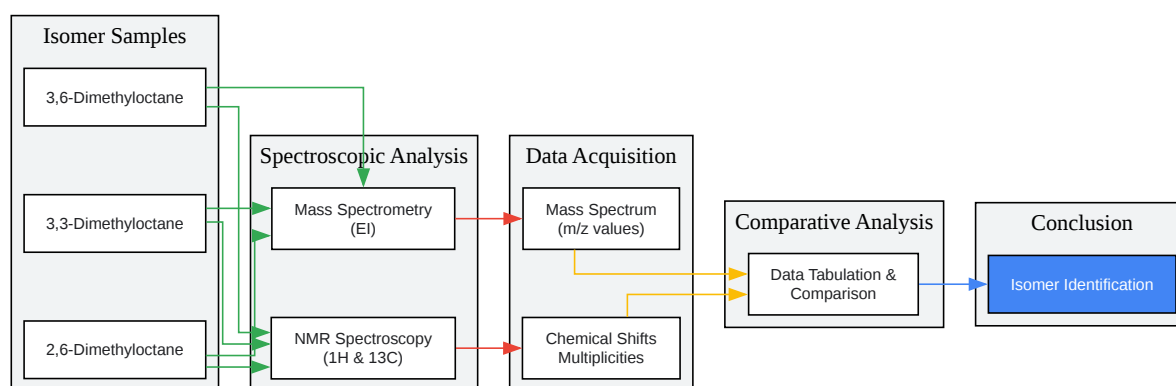 Isomer Samples
3,6-Dimethyloctane
3,3-Dimethyloctane
2,6-Dimethyloctane
Spectroscopic Analysis
Mass Spectrometry
(EI)
NMR Spectroscopy
(1H & 13C)
Data Acquisition
Mass Spectrum
(m/z values)
Chemical Shifts
Multiplicities
Comparative Analysis
Data Tabulation &
Comparison
Conclusion
Isomer Identification